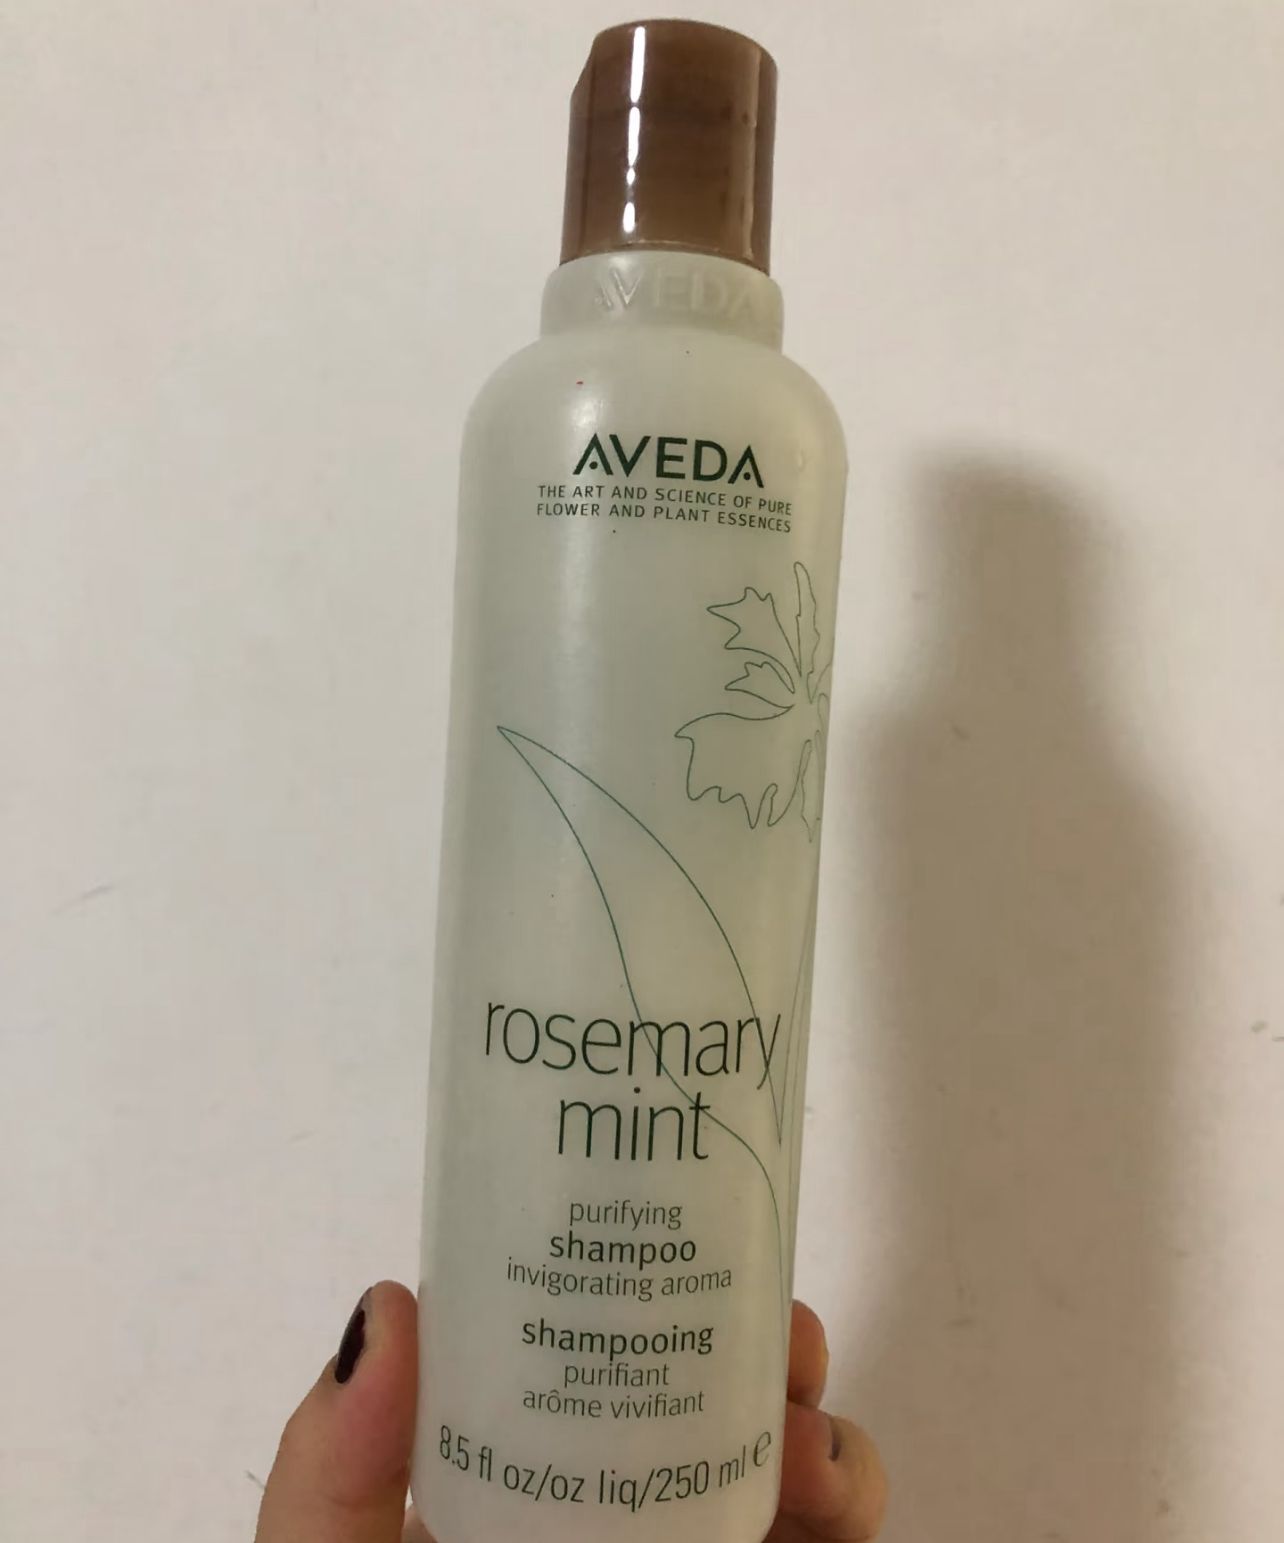 AVEDA
AVEDA
THE ART AND SCIENCE OF PURE
FLOWER AND PLANT ESSENCES
rosemary
mint
purifying
shampoo
invigorating aroma
shampooing
purifiant
arôme vivifiant
8.5 fl oz/oz liq/250 ml e